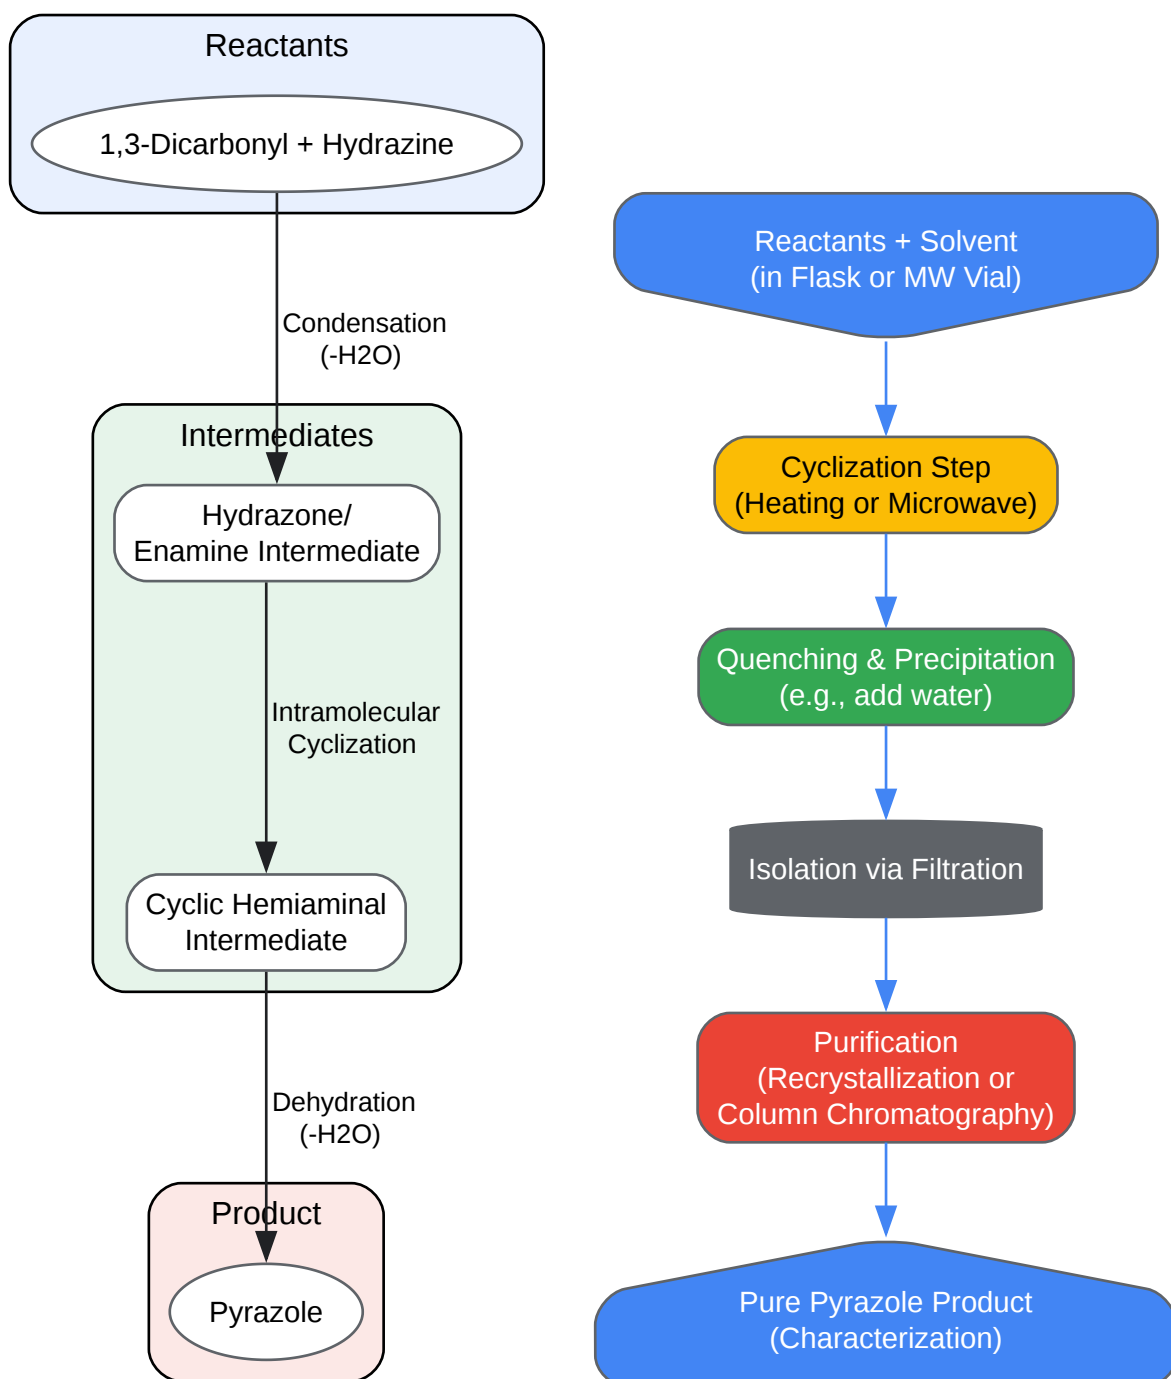 Reactants
1,3-Dicarbonyl + Hydrazine
Condensation
(-H2O)
Intermediates
Hydrazone/
Enamine Intermediate
Intramolecular
Cyclization
Cyclic Hemiaminal
Intermediate
Dehydration
(-H2O)
Product
Pyrazole
Reactants + Solvent
(in Flask or MW Vial)
Cyclization Step
(Heating or Microwave)
Quenching & Precipitation
(e.g., add water)
Isolation via Filtration
Purification
(Recrystallization or
Column Chromatography)
Pure Pyrazole Product
(Characterization)